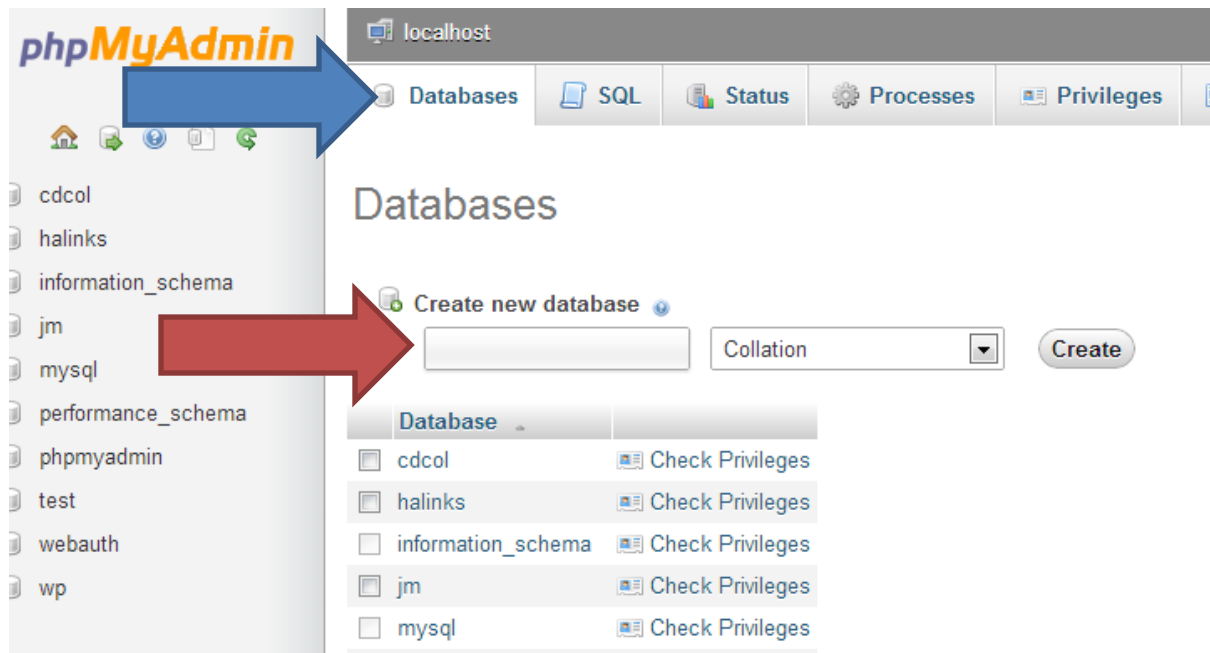 phpMyAdmin
cdcol
halinks
information_schema
jm
mysql
performance_schema
phpmyadmin
test
webauth
wp
localhost
Databases SQL Status Processes Privileges
Databases
Create new database
Collation Create
Database
cdcol Check Privileges
halinks Check Privileges
information_schema Check Privileges
jm Check Privileges
mysql Check Privileges